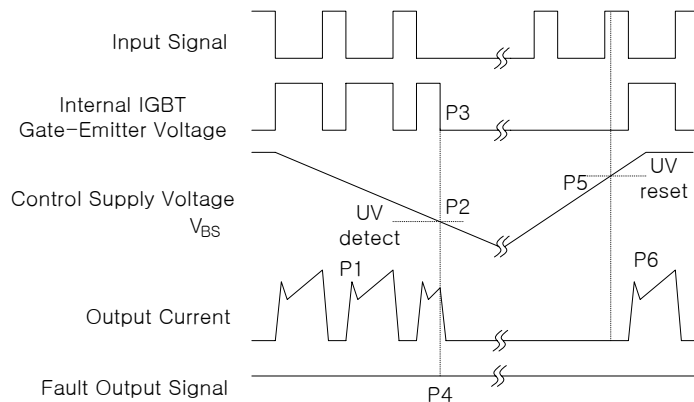 Input Signal
Internal IGBT
Gate-Emitter Voltage
P3
Control Supply Voltage
V_BS
P2
UV
detect
P5
UV
reset
P1
P6
Output Current
Fault Output Signal
P4